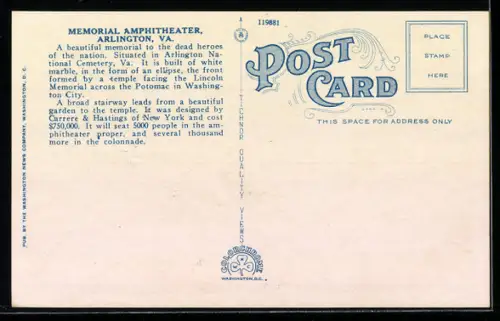 MEMORIAL AMPHITHEATER,
ARLINGTON, VA.
A beautiful memorial to the dead heroes
of the nation. Situated in Arlington Na-
tional Cemetery, Va. It is built of white
marble, in the form of an ellipse, the front
formed by a temple facing the Lincoln
Memorial across the Potomac in Washing-
ton City.
A broad stairway leads from a beautiful
garden to the temple. It was designed by
Carrere & Hastings of New York and cost
$750,000. It will seat 5000 people in the am-
phitheater proper, and several thousand
more in the colonnade.
PUB. BY THE WASHINGTON NEWS COMPANY, WASHINGTON, D. C.
TICHNOR QUALITY VIEWS
COLORCHROME
WASHINGTON, D.C.
119881
POST
CARD
THIS SPACE FOR ADDRESS ONLY
PLACE
STAMP
HERE